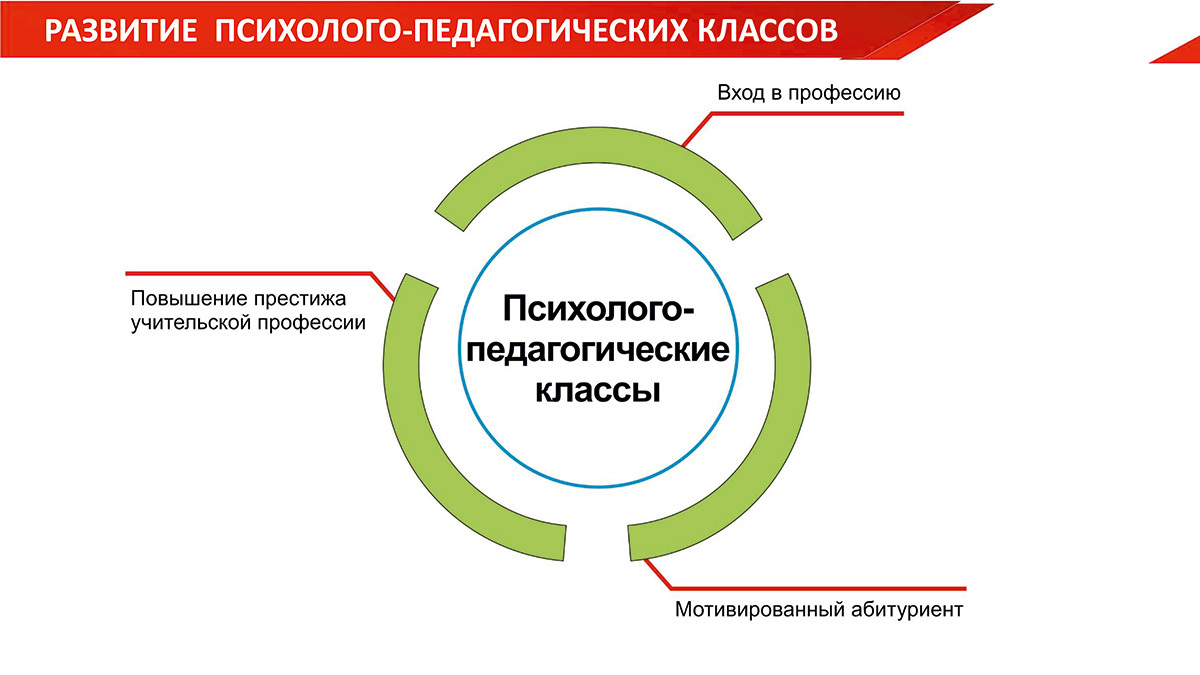 РАЗВИТИЕ ПСИХОЛОГО-ПЕДАГОГИЧЕСКИХ КЛАССОВ
Вход в профессию
Повышение престижа
учительской профессии
Психолого-
педагогические
классы
Мотивированный абитуриент